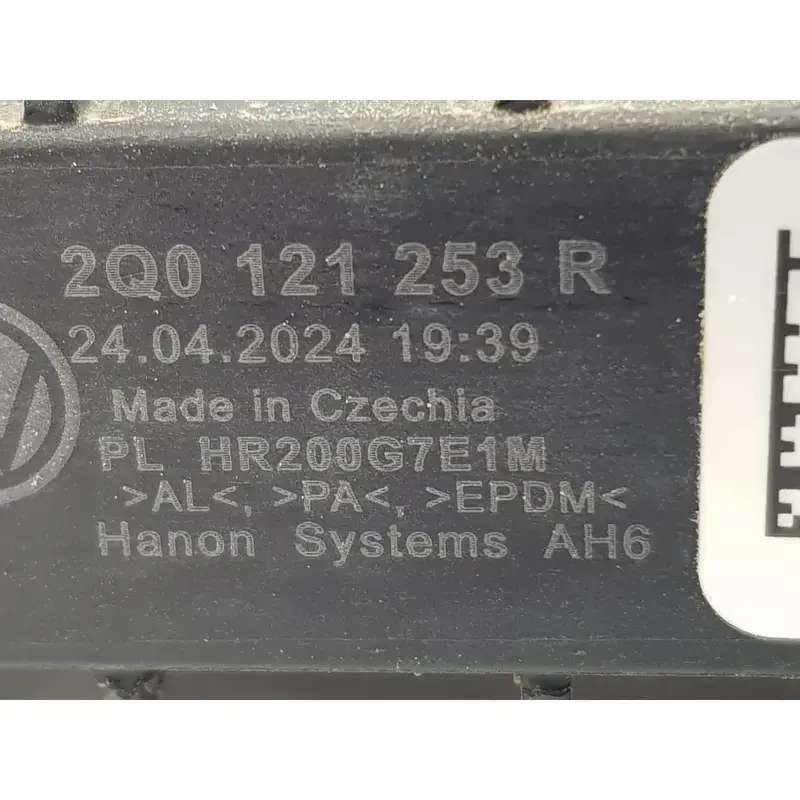 2Q0 121 253 R
24.04.2024 19:39
Made in Czechia
PL HR200G7E1M
>AL<, >PA<, >EPDM<
Hanon Systems AH6